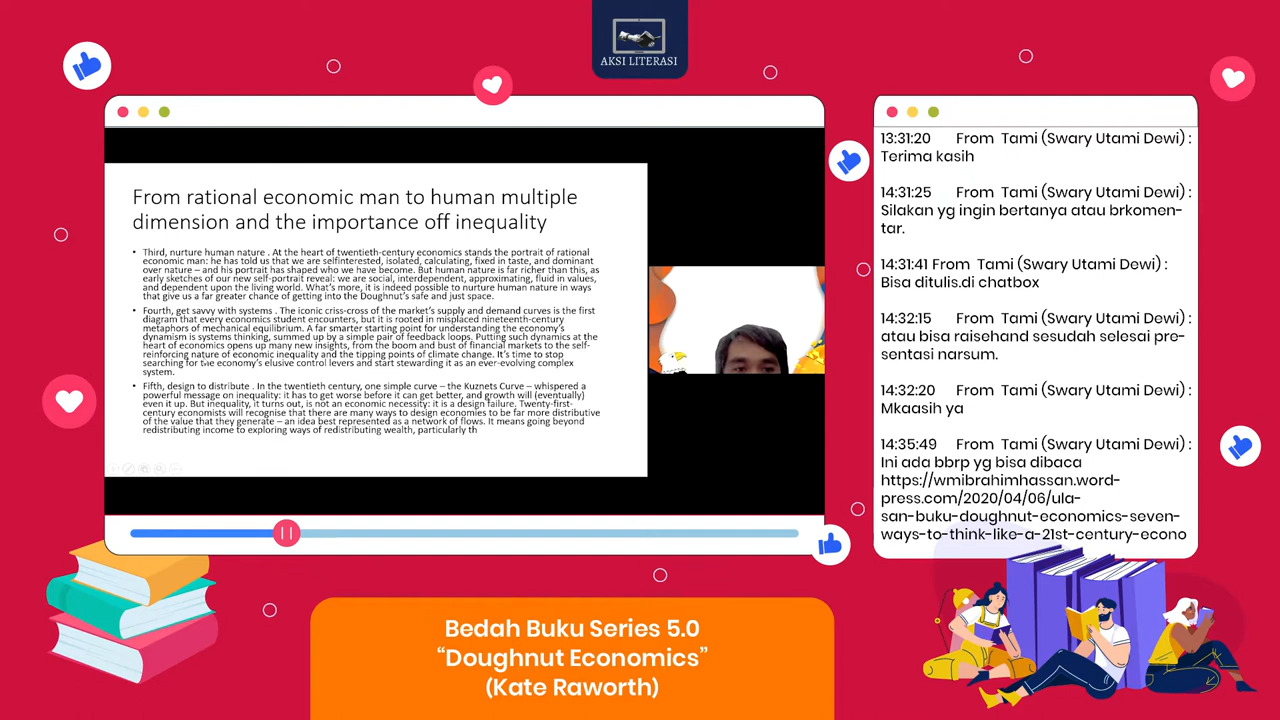 AKSI LITERASI
From rational economic man to human multiple
dimension and the importance off inequality
• Third, nurture human nature . At the heart of twentieth-century economics stands the portrait of rational
economic man: he has told us that we are selfinterested, isolated, calculating, fixed in taste, and dominant
over nature – and his portrait has shaped who we have become. But human nature is far richer than this, as
early sketches of our new self-portrait reveal: we are social, interdependent, approximating, fluid in values,
and dependent upon the living world. What's more, it is indeed possible to nurture human nature in ways
that give us a far greater chance of getting into the Doughnut's safe and just space.
• Fourth, get savvy with systems . The iconic criss-cross of the market's supply and demand curves is the first
diagram that every economics student encounters, but it is rooted in misplaced nineteenth-century
metaphors of mechanical equilibrium. A far smarter starting point for understanding the economy's
dynamism is systems thinking, summed up by a simple pair of feedback loops. Putting such dynamics at the
heart of economics opens up many new insights, from the boom and bust of financial markets to the self-
reinforcing nature of economic inequality and the tipping points of climate change. It's time to stop
searching for the economy's elusive control levers and start stewarding it as an ever-evolving complex
system.
• Fifth, design to distribute . In the twentieth century, one simple curve – the Kuznets Curve – whispered a
powerful message on inequality: it has to get worse before it can get better, and growth will (eventually)
even it up. But inequality, it turns out, is not an economic necessity: it is a design failure. Twenty-first-
century economists will recognise that there are many ways to design economies to be far more distributive
of the value that they generate – an idea best represented as a network of flows. It means going beyond
redistributing income to exploring ways of redistributing wealth, particularly th
13:31:20 From Tami (Swary Utami Dewi) :
Terima kasih
14:31:25 From Tami (Swary Utami Dewi) :
Silakan yg ingin bertanya atau brkomen-
tar.
14:31:41 From Tami (Swary Utami Dewi) :
Bisa ditulis.di chatbox
14:32:15 From Tami (Swary Utami Dewi) :
atau bisa raisehand sesudah selesai pre-
sentasi narsum.
14:32:20 From Tami (Swary Utami Dewi) :
Mkaasih ya
14:35:49 From Tami (Swary Utami Dewi) :
Ini ada bbrp yg bisa dibaca
https://wmibrahimhassan.word-
press.com/2020/04/06/ula-
san-buku-doughnut-economics-seven-
ways-to-think-like-a-21st-century-econo
Bedah Buku Series 5.0
“Doughnut Economics”
(Kate Raworth)